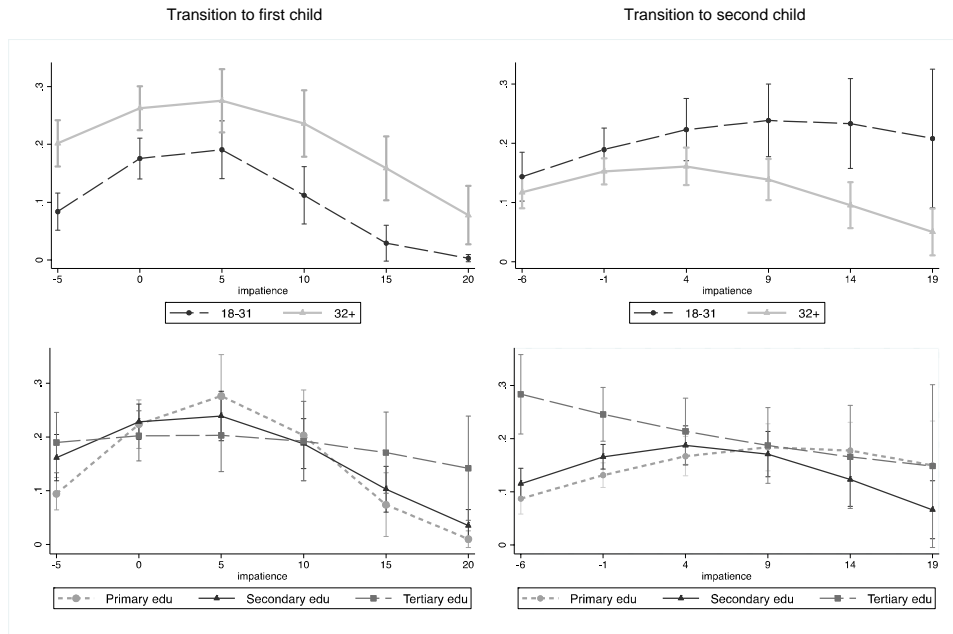 Transition to first child
Transition to second child
.3
.2
.1
0
-5 0 5 10 15 20
impatience
18-31 32+
.3
.2
.1
0
-6 -1 4 9 14 19
impatience
18-31 32+
.3
.2
.1
0
-5 0 5 10 15 20
impatience
Primary edu Secondary edu Tertiary edu
.3
.2
.1
0
-6 -1 4 9 14 19
impatience
Primary edu Secondary edu Tertiary edu